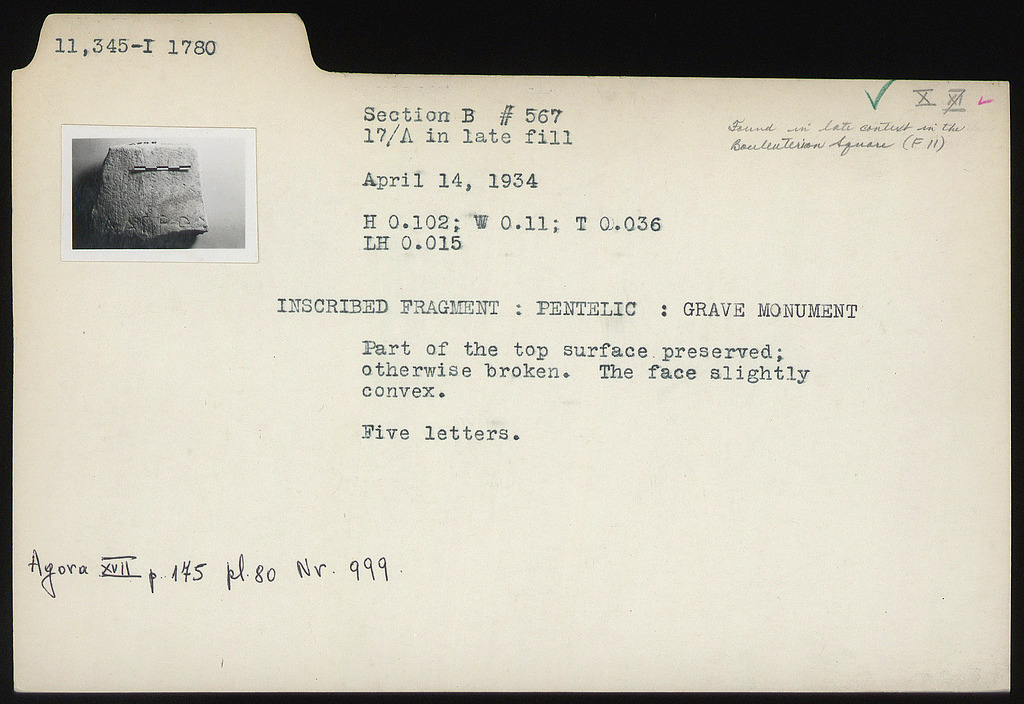 11,345-I 1780
X XI
Section B # 567
17/Λ in late fill
Found in late context in the
Bouleuterion Square (F 11)
April 14, 1934
H 0.102; W 0.11; T 0.036
LH 0.015
INSCRIBED FRAGMENT : PENTELIC : GRAVE MONUMENT
Part of the top surface preserved;
otherwise broken. The face slightly
convex.
Five letters.
Agora XVII p. 175 pl. 80 Nr. 999.